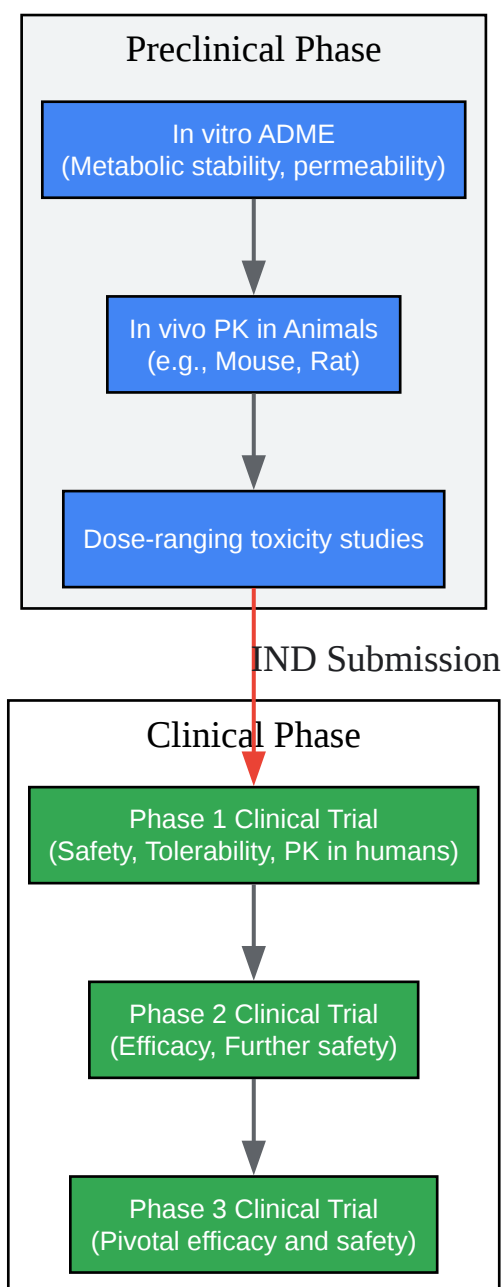 Preclinical Phase
In vitro ADME
(Metabolic stability, permeability)
In vivo PK in Animals
(e.g., Mouse, Rat)
Dose-ranging toxicity studies
IND Submission
Clinical Phase
Phase 1 Clinical Trial
(Safety, Tolerability, PK in humans)
Phase 2 Clinical Trial
(Efficacy, Further safety)
Phase 3 Clinical Trial
(Pivotal efficacy and safety)